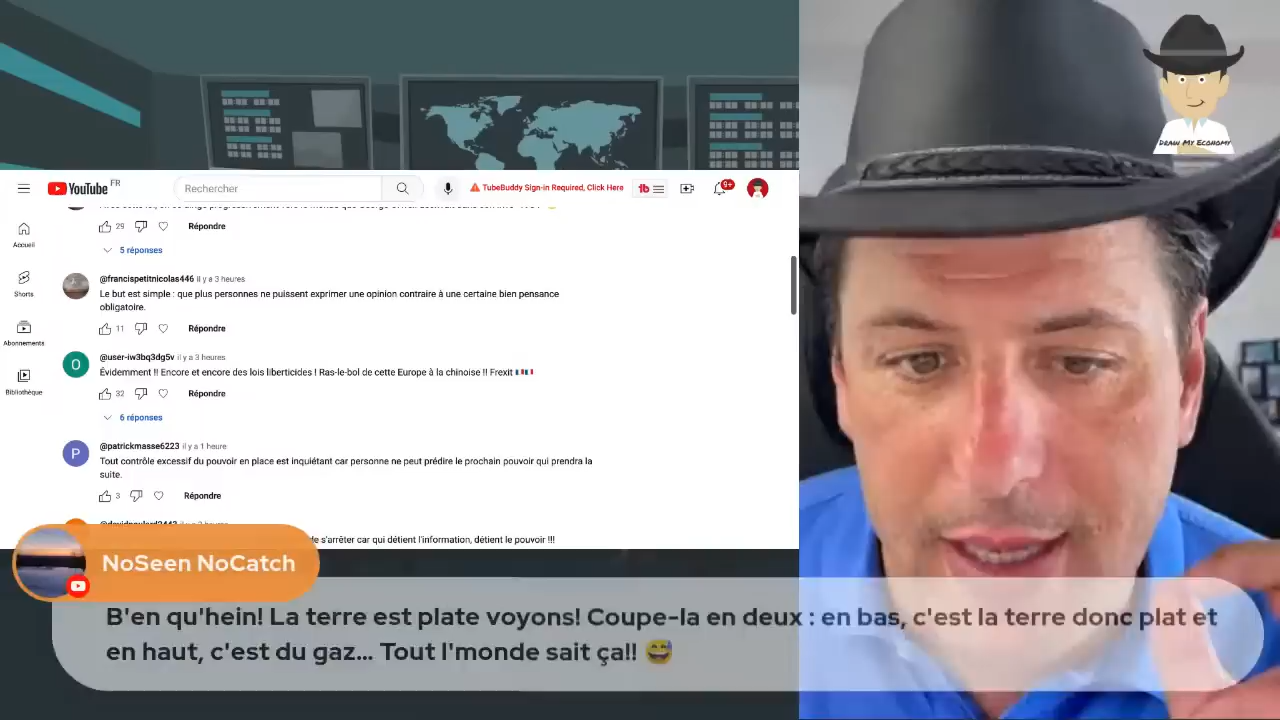 DRAW MY ECONOMY
YouTube FR
Rechercher
TubeBuddy Sign-in Required, Click Here
tb
9+
Accueil
Shorts
Abonnements
Bibliothèque
29
Répondre
5 réponses
@francispetitnicolas446 il y a 3 heures
Le but est simple : que plus personnes ne puissent exprimer une opinion contraire à une certaine bien pensance
obligatoire.
11
Répondre
O
@user-iw3bq3dg5v il y a 3 heures
Évidemment !! Encore et encore des lois liberticides ! Ras-le-bol de cette Europe à la chinoise !! Frexit 🇫🇷🇫🇷
32
Répondre
6 réponses
P
@patrickmasse6223 il y a 1 heure
Tout contrôle excessif du pouvoir en place est inquiétant car personne ne peut prédire le prochain pouvoir qui prendra la
suite.
3
Répondre
s'arrêter car qui détient l'information, détient le pouvoir !!!
NoSeen NoCatch
B'en qu'hein! La terre est plate voyons! Coupe-la en deux : en bas, c'est la terre donc plat et
en haut, c'est du gaz... Tout l'monde sait ça!! 😅